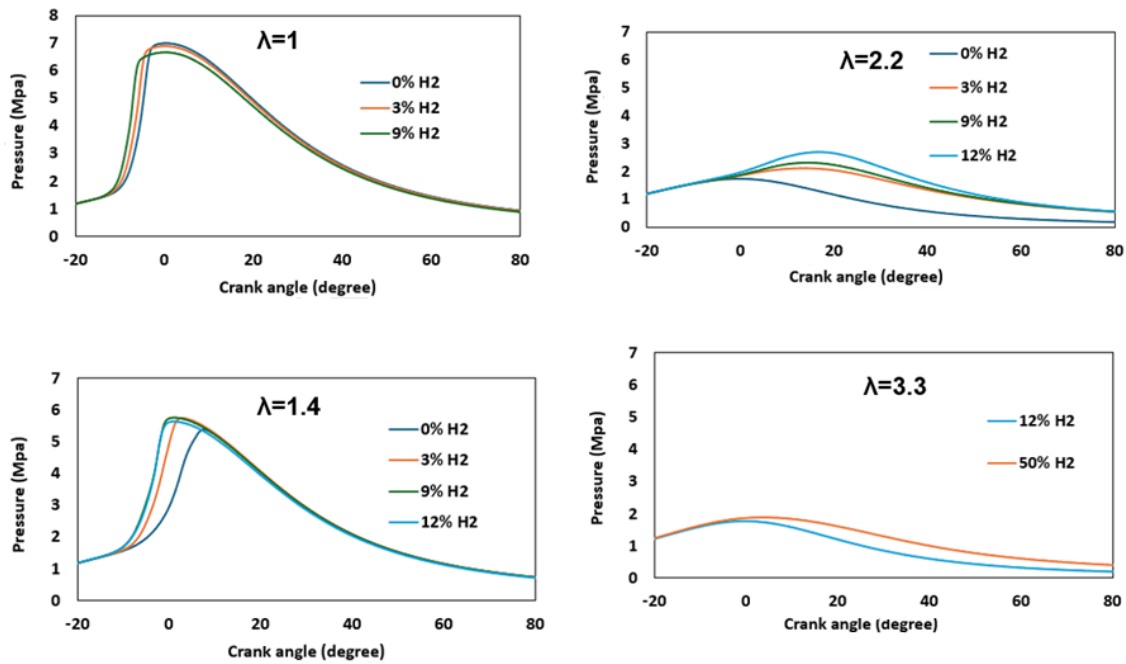 λ=1
Pressure (Mpa)
8
7
6
5
4
3
2
1
0
-20 0 20 40 60 80
Crank angle (degree)
0% H2
3% H2
9% H2
λ=2.2
Pressure (Mpa)
7
6
5
4
3
2
1
0
-20 0 20 40 60 80
Crank angle (degree)
0% H2
3% H2
9% H2
12% H2
λ=1.4
Pressure (Mpa)
7
6
5
4
3
2
1
0
-20 0 20 40 60 80
Crank angle (degree)
0% H2
3% H2
9% H2
12% H2
λ=3.3
Pressure (Mpa)
7
6
5
4
3
2
1
0
-20 0 20 40 60 80
Crank angle (degree)
12% H2
50% H2